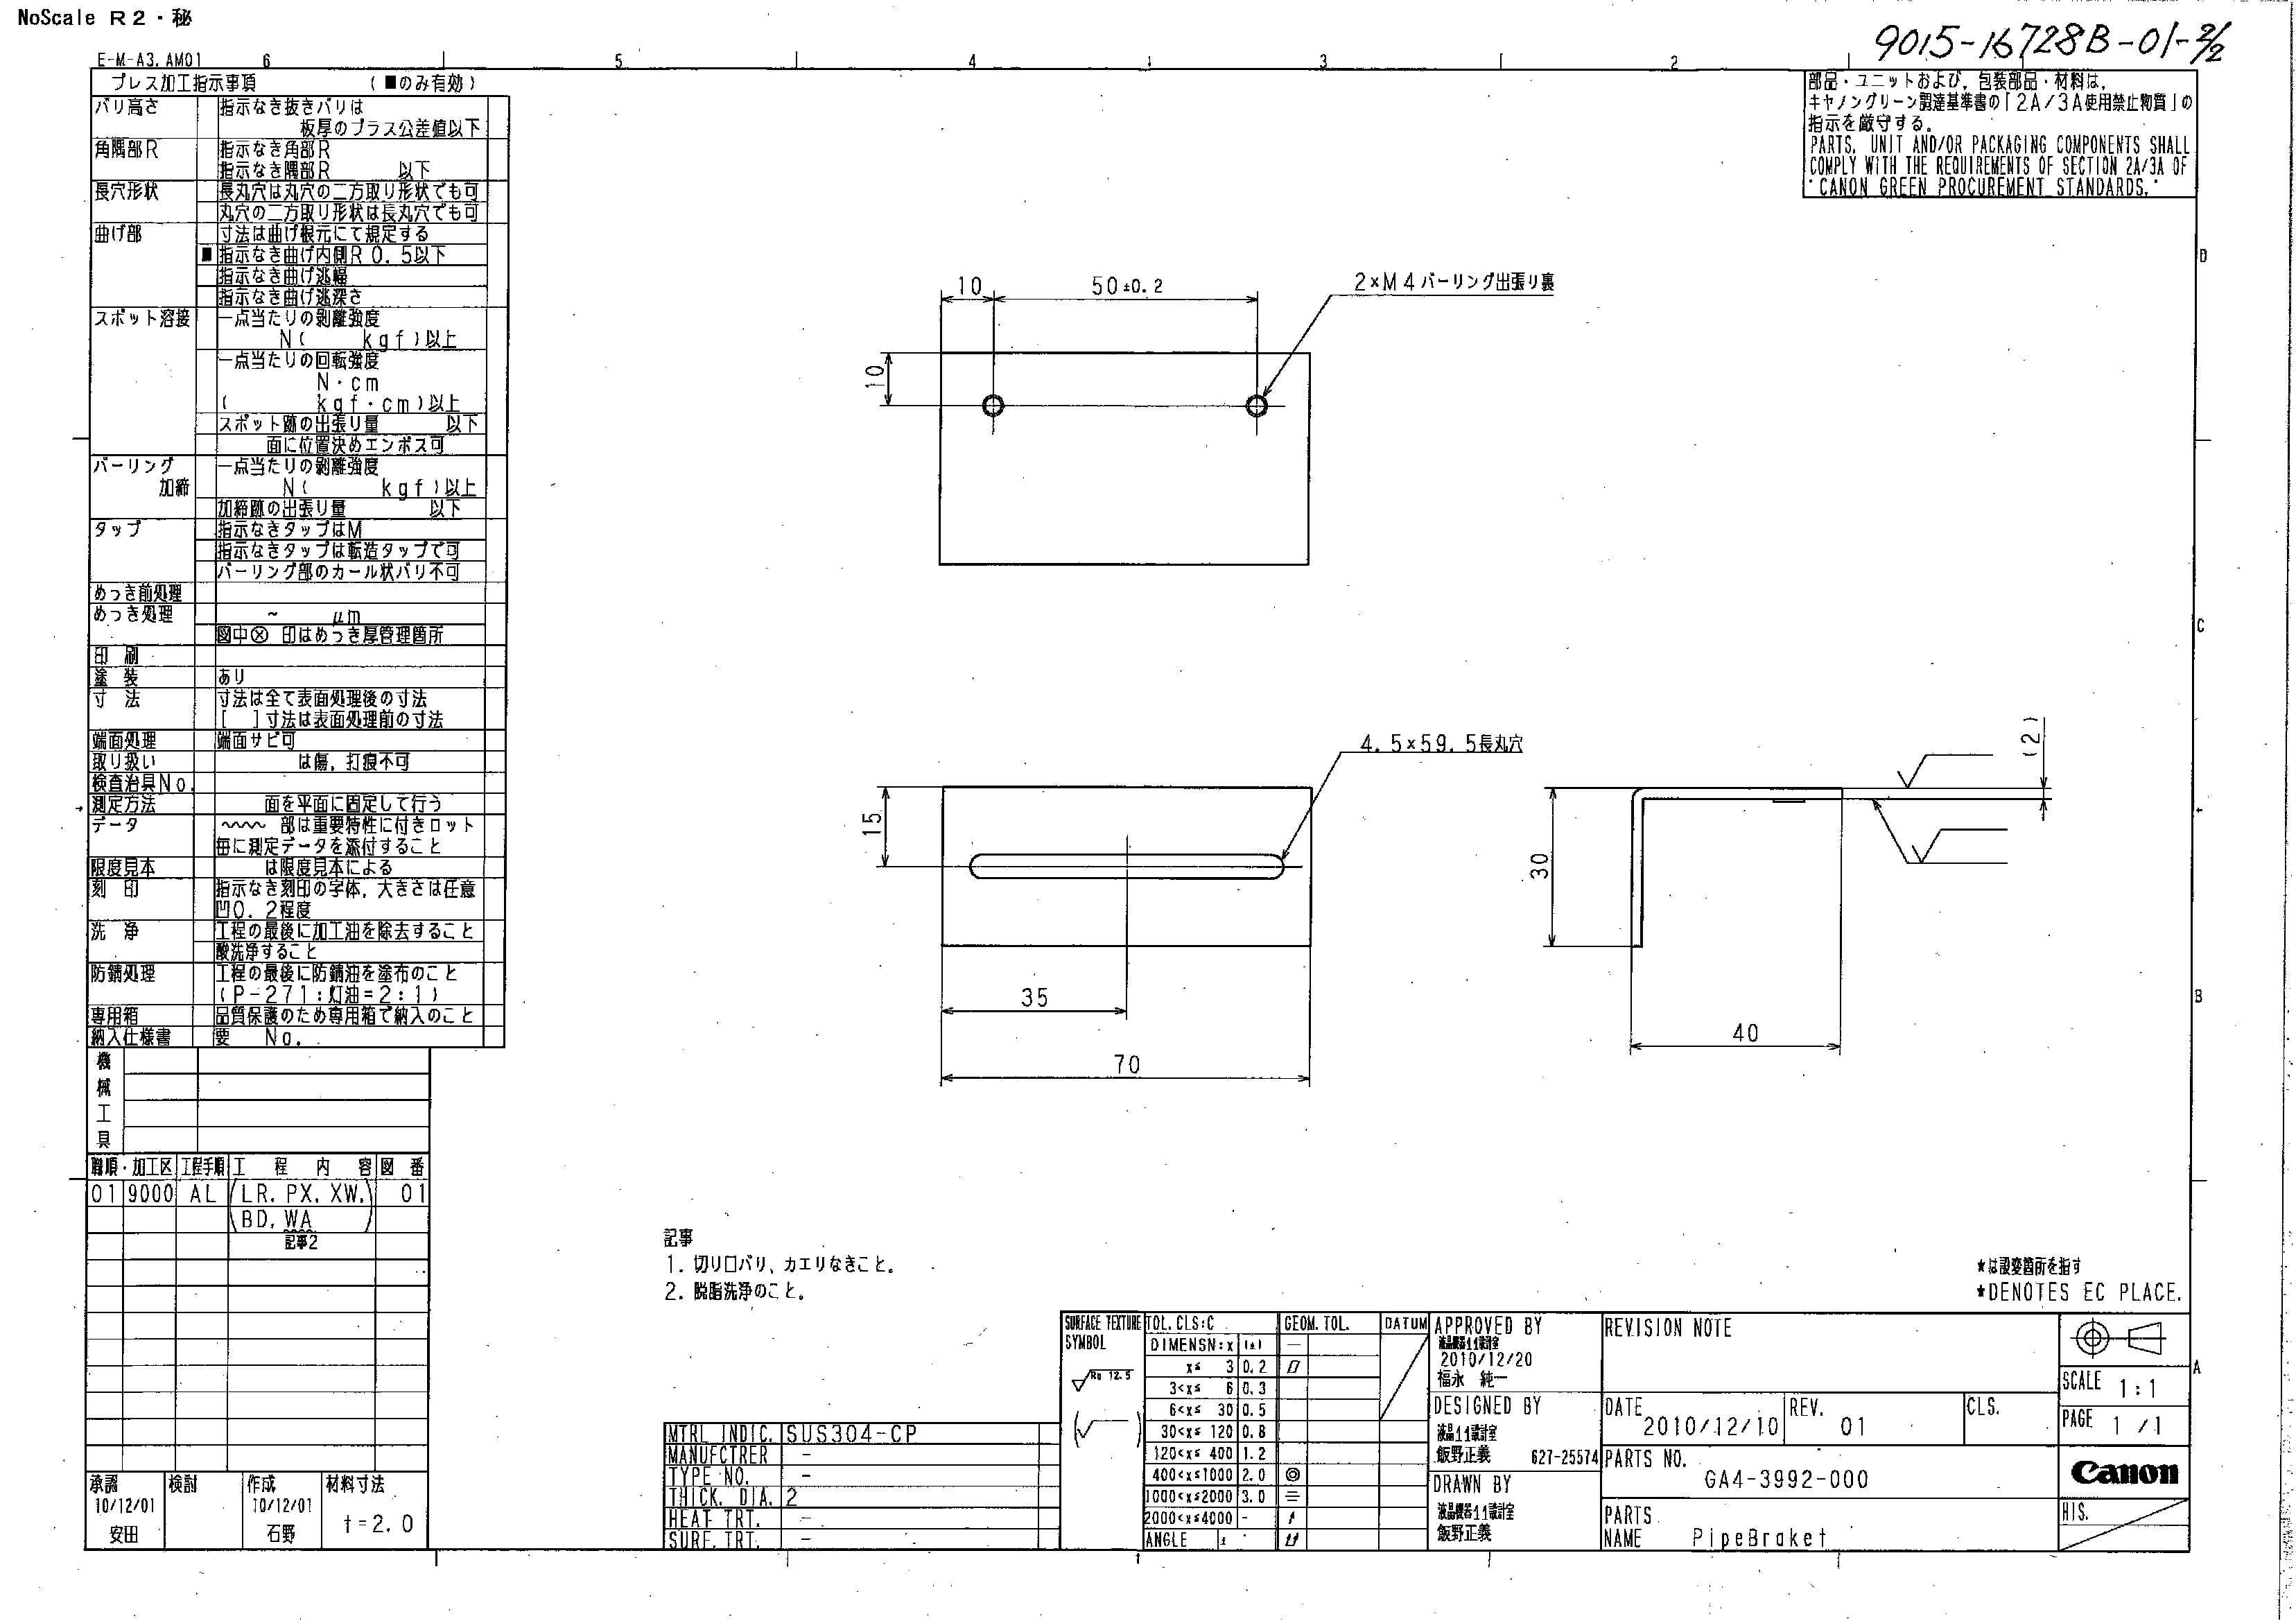 NoScale R2・秘
9015-16728B-01-2/2
E-M-A3. AM01
6
5
4
3
2
プレス加工指示事項 (■のみ有効)
バリ高さ 指示なき抜きバリは
板厚のプラス公差値以下
角隅部R 指示なき角部R
指示なき隅部R 以下
長穴形状 長丸穴は丸穴の二方取り形状でも可
丸穴の二方取り形状は長丸穴でも可
曲げ部 寸法は曲げ根元にて規定する
■ 指示なき曲げ内側R0.5以下
指示なき曲げ逃幅
指示なき曲げ逃深さ
スポット溶接 一点当たりの剥離強度
N( kgf)以上
一点当たりの回転強度
N・cm
( kgf・cm)以上
スポット跡の出張り量 以下
面に位置決めエンボス可
バーリング 一点当たりの剥離強度
加締 N( kgf)以上
加締跡の出張り量 以下
タップ 指示なきタップはM
指示なきタップは転造タップで可
バーリング部のカール状バリ不可
めっき前処理
めっき処理 ~ μm
図中⊗ 印はめっき厚管理箇所
印 刷
塗 装 あり
寸 法 寸法は全て表面処理後の寸法
[ ]寸法は表面処理前の寸法
端面処理 端面サビ可
取り扱い は傷,打痕不可
検査治具No.
測定方法 面を平面に固定して行う
データ 〜〜〜 部は重要特性に付きロット
毎に測定データを添付すること
限度見本 は限度見本による
刻 印 指示なき刻印の字体,大きさは任意
凹0.2程度
洗 浄 工程の最後に加工油を除去すること
酸洗浄すること
防錆処理 工程の最後に防錆油を塗布のこと
(P-271:灯油=2:1)
専用箱 品質保護のため専用箱で納入のこと
納入仕様書 要 No.
機
械
工
具
職順・加工区 工程手順 工 程 内 容 図 番
01 9000 AL (LR. PX. XW. 01
BD. WA)
記事2
承認 検討 作成 材料寸法
10/12/01 10/12/01
安田 石野 t=2.0
部品・ユニットおよび,包装部品・材料は,
キヤノングリーン調達基準書の「2A/3A使用禁止物質」の
指示を厳守する。
PARTS, UNIT AND/OR PACKAGING COMPONENTS SHALL
COMPLY WITH THE REQUIREMENTS OF SECTION 2A/3A OF
"CANON GREEN PROCUREMENT STANDARDS."
D
C
B
A
10
50±0.2
2×M4バーリング出張り裏
10
4.5×59.5長丸穴
15
35
70
30
40
(2)
記事
1. 切り口バリ、カエリなきこと。
2. 脱脂洗浄のこと。
*は設変箇所を指す
*DENOTES EC PLACE.
MTRL INDIC. SUS304-CP
MANUFCTRER -
TYPE NO. -
THICK. DIA. 2
HEAT TRT. -
SURF. TRT. -
SURFACE TEXTURE
SYMBOL
Ra 12.5
TOL. CLS:C
DIMENSN:x (±)
x≤ 3 0.2
3<x≤ 6 0.3
6<x≤ 30 0.5
30<x≤ 120 0.8
120<x≤ 400 1.2
400<x≤1000 2.0
1000<x≤2000 3.0
2000<x≤4000 -
ANGLE ±
GEOM. TOL. DATUM
APPROVED BY
2010/12/20
福永 純一
DESIGNED BY
飯野正義 627-25574
DRAWN BY
飯野正義
REVISION NOTE
DATE 2010/12/10 REV. 01 CLS.
PARTS NO.
GA4-3992-000
PARTS
NAME PipeBraket
SCALE 1:1
PAGE 1/1
Canon
HIS.